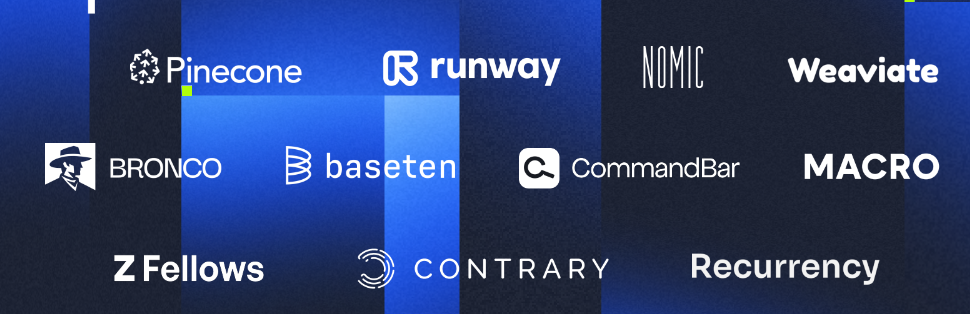 Pinecone runway NOMIC Weaviate
BRONCO baseten CommandBar MACRO
Z Fellows CONTRARY Recurrency